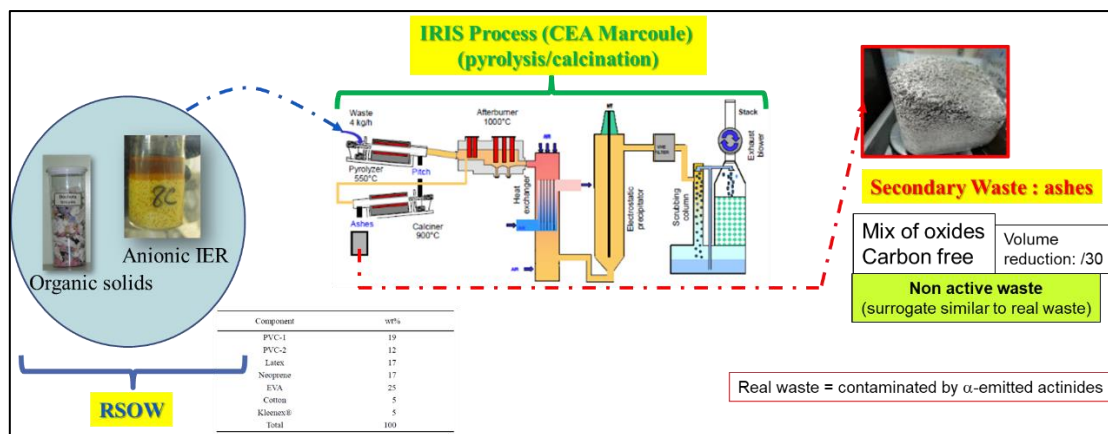 IRIS Process (CEA Marcoule)
(pyrolysis/calcination)
Waste
4 kg/h
Pyrolyzer
550°C
Pitch
Afterburner
1000°C
Ashes
Calciner
900°C
AIR
Heat
exchanger
AIR
Electrostatic
precipitator
Scrubbing
column
Stack
Exhaust
blower
8C
Organic solids
Anionic IER
RSOW
Component wt%
PVC-1 19
PVC-2 12
Latex 17
Neoprene 17
EVA 25
Cotton 5
Kleenex® 5
Total 100
Secondary Waste : ashes
Mix of oxides
Carbon free
Volume
reduction: /30
Non active waste
(surrogate similar to real waste)
Real waste = contaminated by α-emitted actinides